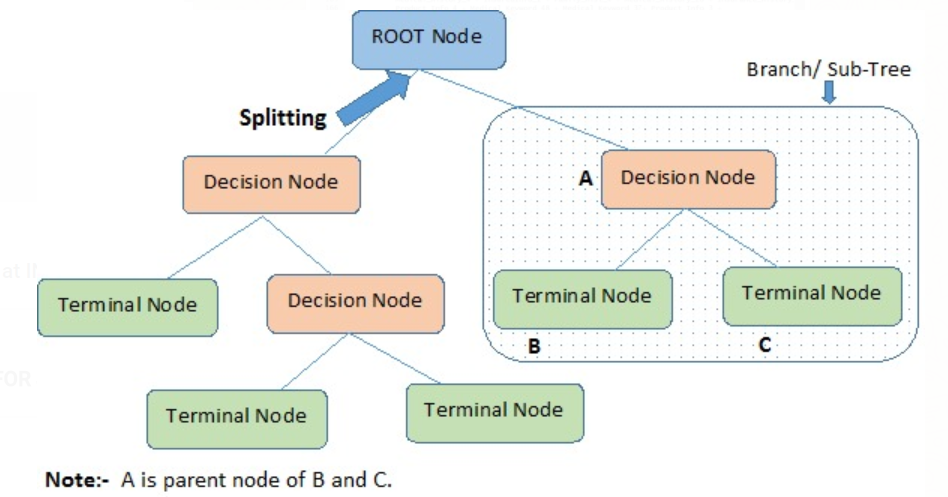 ROOT Node
Branch/ Sub-Tree
Splitting
Decision Node
A Decision Node
Terminal Node
Decision Node
Terminal Node
Terminal Node
B
C
Terminal Node
Terminal Node
Note:- A is parent node of B and C.